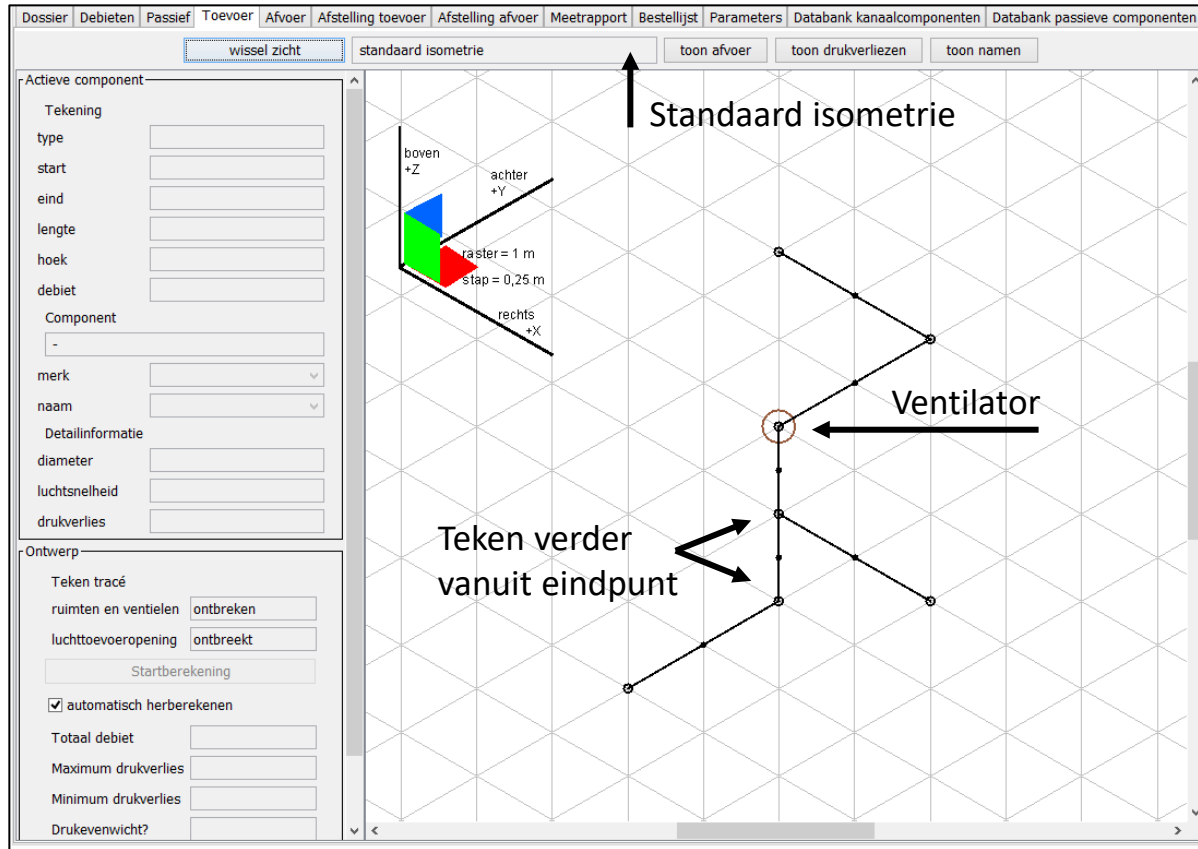 Dossier Debieten Passief Toevoer Afvoer Afstelling toevoer Afstelling afvoer Meetrapport Bestellijst Parameters Databank kanaalcomponenten Databank passieve componenten
wissel zicht standaard isometrie toon afvoer toon drukverliezen toon namen
Actieve component
Tekening
type
start
eind
lengte
hoek
debiet
Component
-
merk
naam
Detailinformatie
diameter
luchtsnelheid
drukverlies
Ontwerp
Teken tracé
ruimten en ventielen ontbreken
luchttoevoeropening ontbreekt
Startberekening
automatisch herberekenen
Totaal debiet
Maximum drukverlies
Minimum drukverlies
Drukevenwicht?
Standaard isometrie
boven
+Z
achter
+Y
raster = 1 m
stap = 0,25 m
rechts
+X
Ventilator
Teken verder
vanuit eindpunt